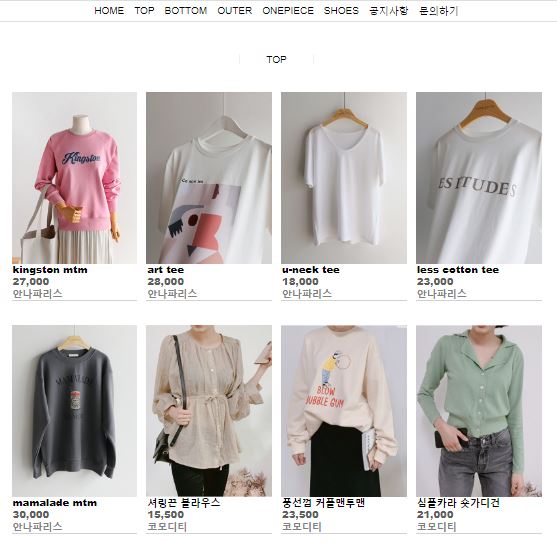 HOME TOP BOTTOM OUTER ONEPIECE SHOES 공지사항 문의하기
TOP
Kingston
ESTITUDES
kingston mtm
27,000
안나파리스
art tee
28,000
안나파리스
u-neck tee
18,000
안나파리스
less cotton tee
23,000
안나파리스
MAMALADE
BLOW
BUBBLE GUM
mamalade mtm
30,000
안나파리스
셔링끈 블라우스
15,500
코모디티
풍선껌 커플맨투맨
23,500
코모디티
심플카라 숏가디건
21,000
코모디티